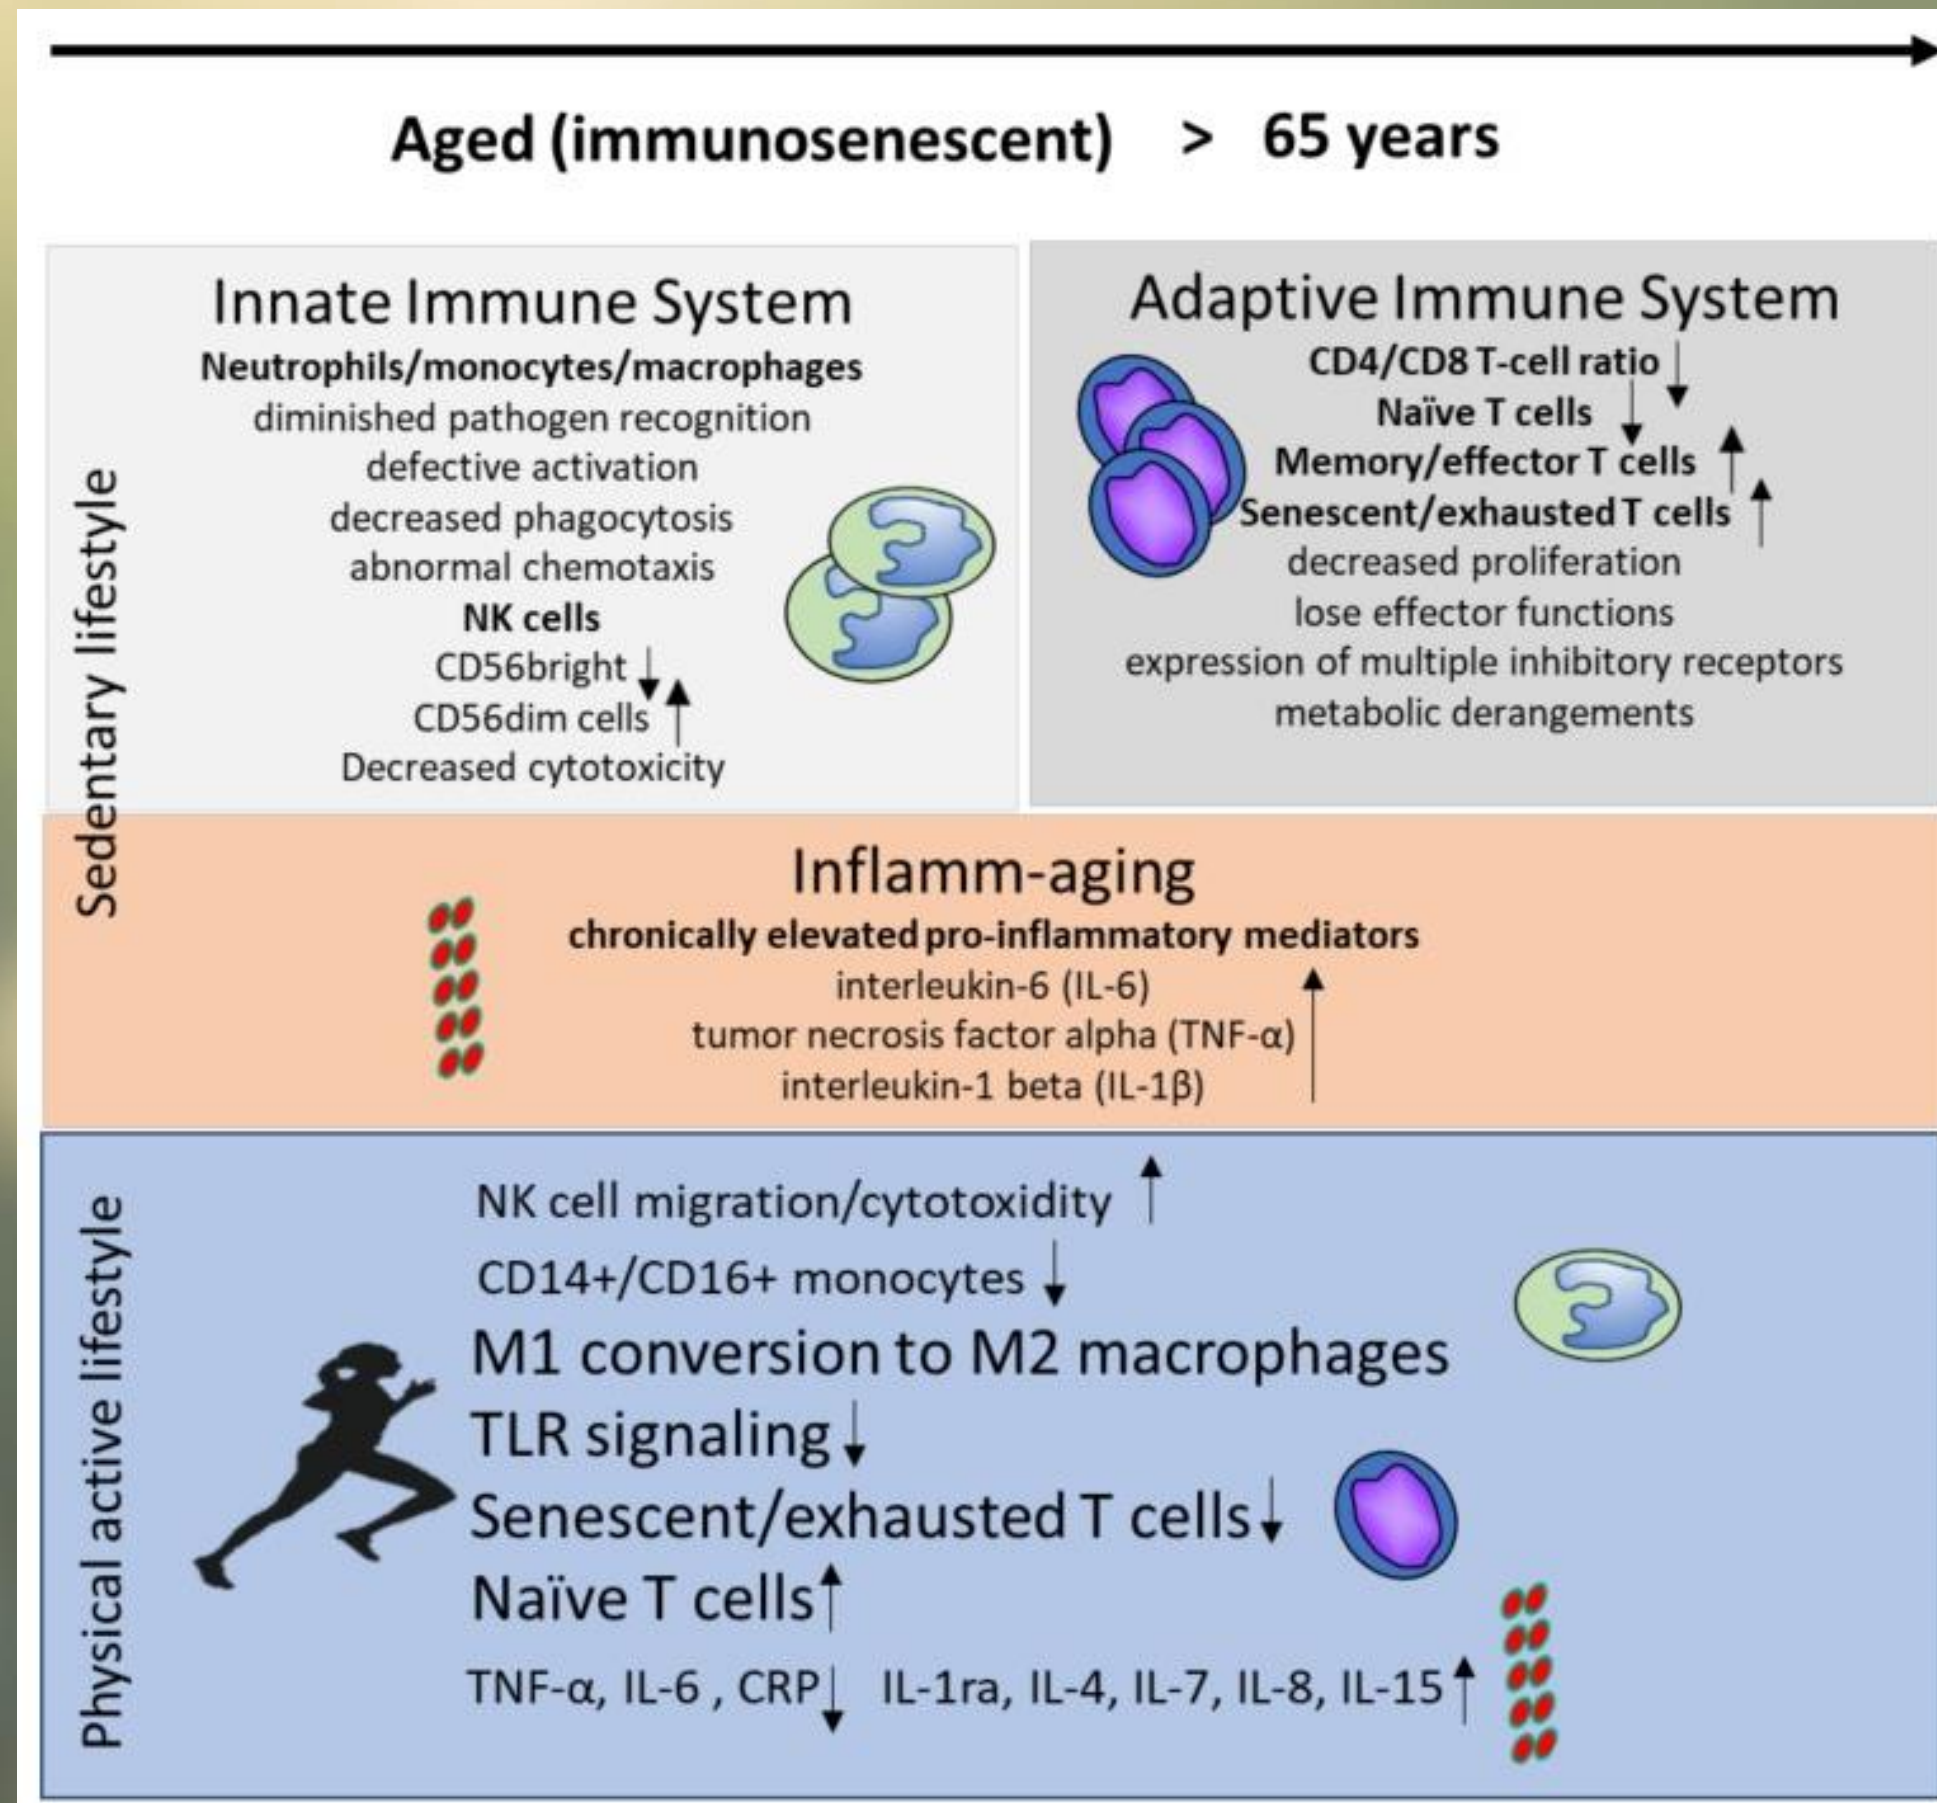 Aged (immunosenescent) > 65 years
Sedentary lifestyle
Innate Immune System
Neutrophils/monocytes/macrophages
diminished pathogen recognition
defective activation
decreased phagocytosis
abnormal chemotaxis
NK cells
CD56bright ↓
CD56dim cells ↑
Decreased cytotoxicity
Adaptive Immune System
CD4/CD8 T-cell ratio ↓
Naïve T cells ↓
Memory/effector T cells ↑
Senescent/exhausted T cells ↑
decreased proliferation
lose effector functions
expression of multiple inhibitory receptors
metabolic derangements
Inflamm-aging
chronically elevated pro-inflammatory mediators
interleukin-6 (IL-6)
tumor necrosis factor alpha (TNF-α)
interleukin-1 beta (IL-1β)
Physical active lifestyle
NK cell migration/cytotoxidity ↑
CD14+/CD16+ monocytes ↓
M1 conversion to M2 macrophages
TLR signaling ↓
Senescent/exhausted T cells ↓
Naïve T cells ↑
TNF-α, IL-6 , CRP ↓ IL-1ra, IL-4, IL-7, IL-8, IL-15 ↑